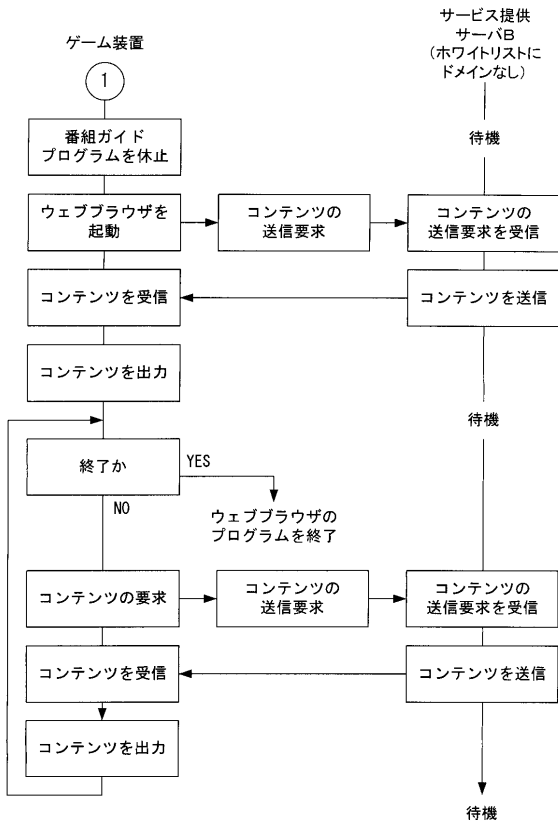 ゲーム装置
サービス提供
サーバB
(ホワイトリストに
ドメインなし)
1
待機
番組ガイド
プログラムを休止
ウェブブラウザを
起動
コンテンツの
送信要求
コンテンツの
送信要求を受信
コンテンツを受信
コンテンツを送信
コンテンツを出力
待機
終了か
YES
NO
ウェブブラウザの
プログラムを終了
コンテンツの要求
コンテンツの
送信要求
コンテンツの
送信要求を受信
コンテンツを受信
コンテンツを送信
コンテンツを出力
待機